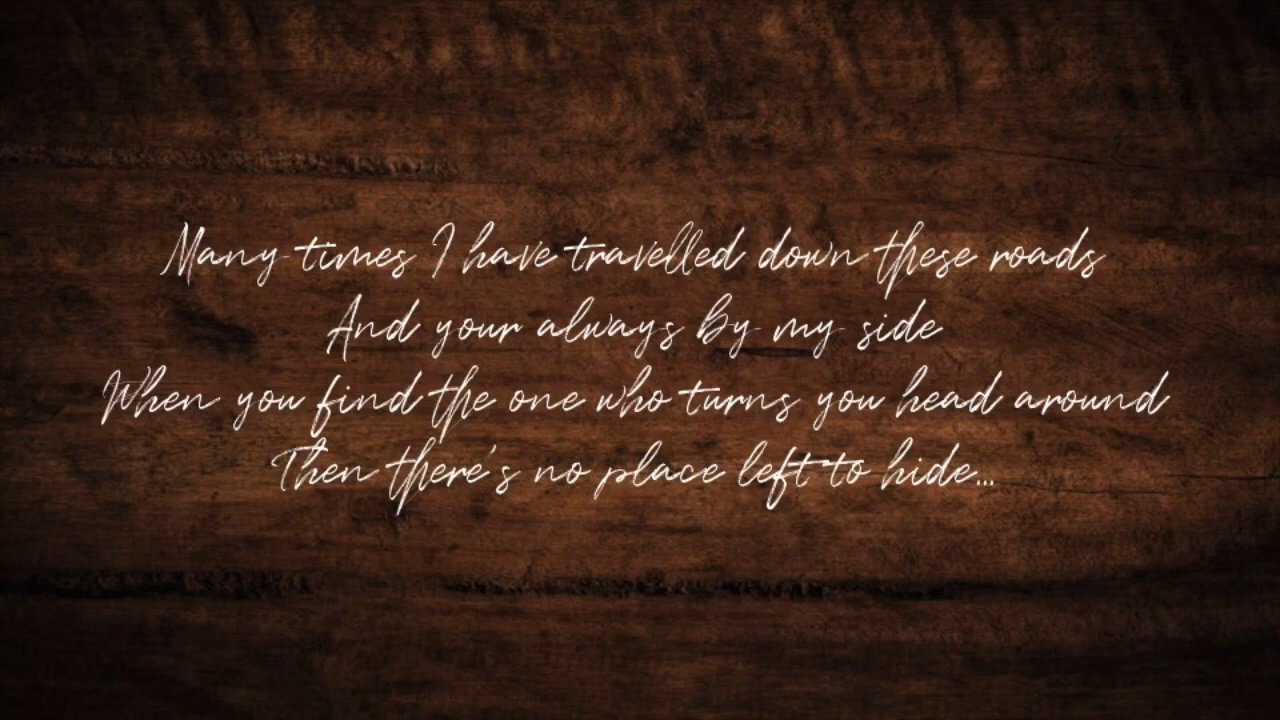 Many times I have travelled down these roads
And your always by my side
When you find the one who turns you head around
Then there's no place left to hide...